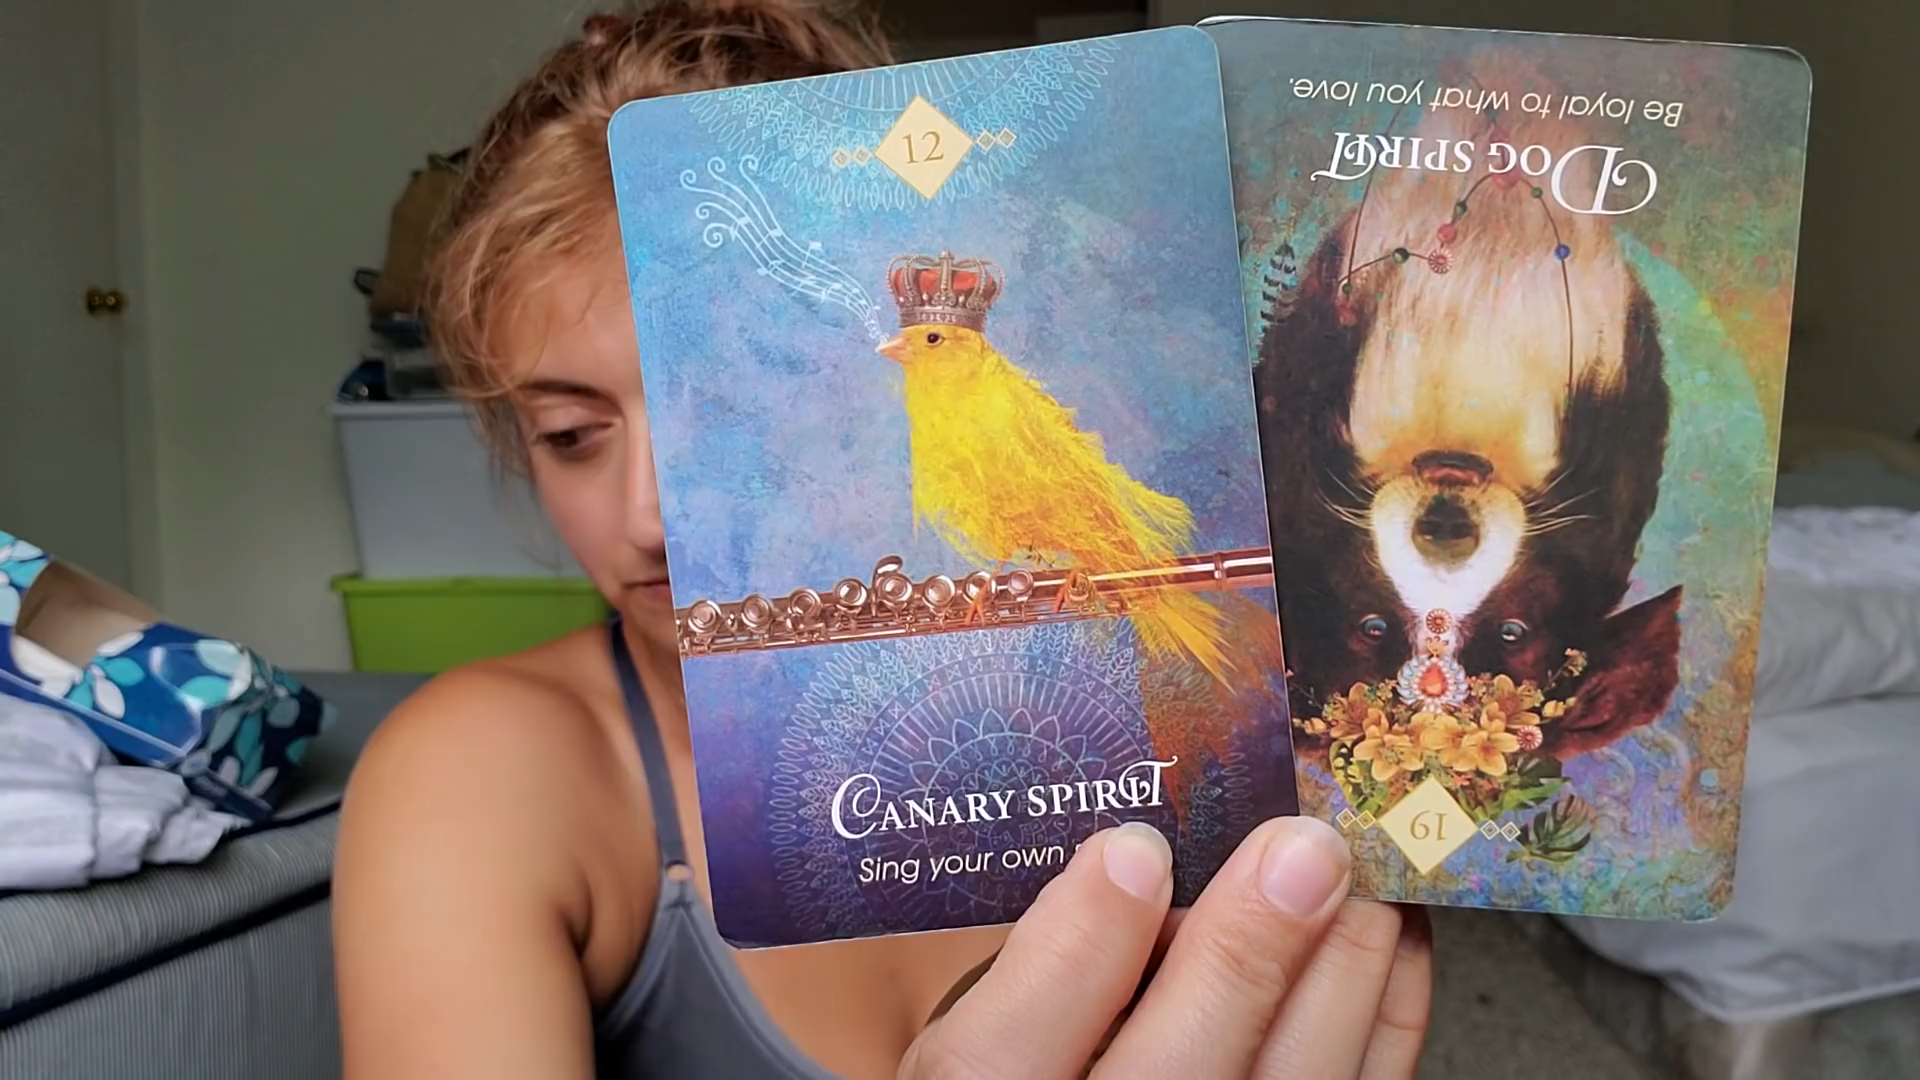 12
CANARY SPIRIT
Sing your own
Be loyal to what you love.
DOG SPIRIT
19